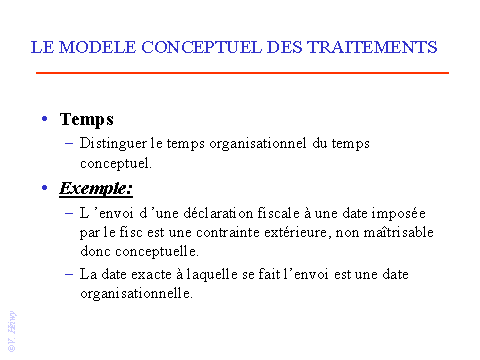 LE MODELE CONCEPTUEL DES TRAITEMENTS
• Temps
– Distinguer le temps organisationnel du temps
conceptuel.
• Exemple:
– L ’envoi d ’une déclaration fiscale à une date imposée
par le fisc est une contrainte extérieure, non maîtrisable
donc conceptuelle.
– La date exacte à laquelle se fait l’envoi est une date
organisationnelle.